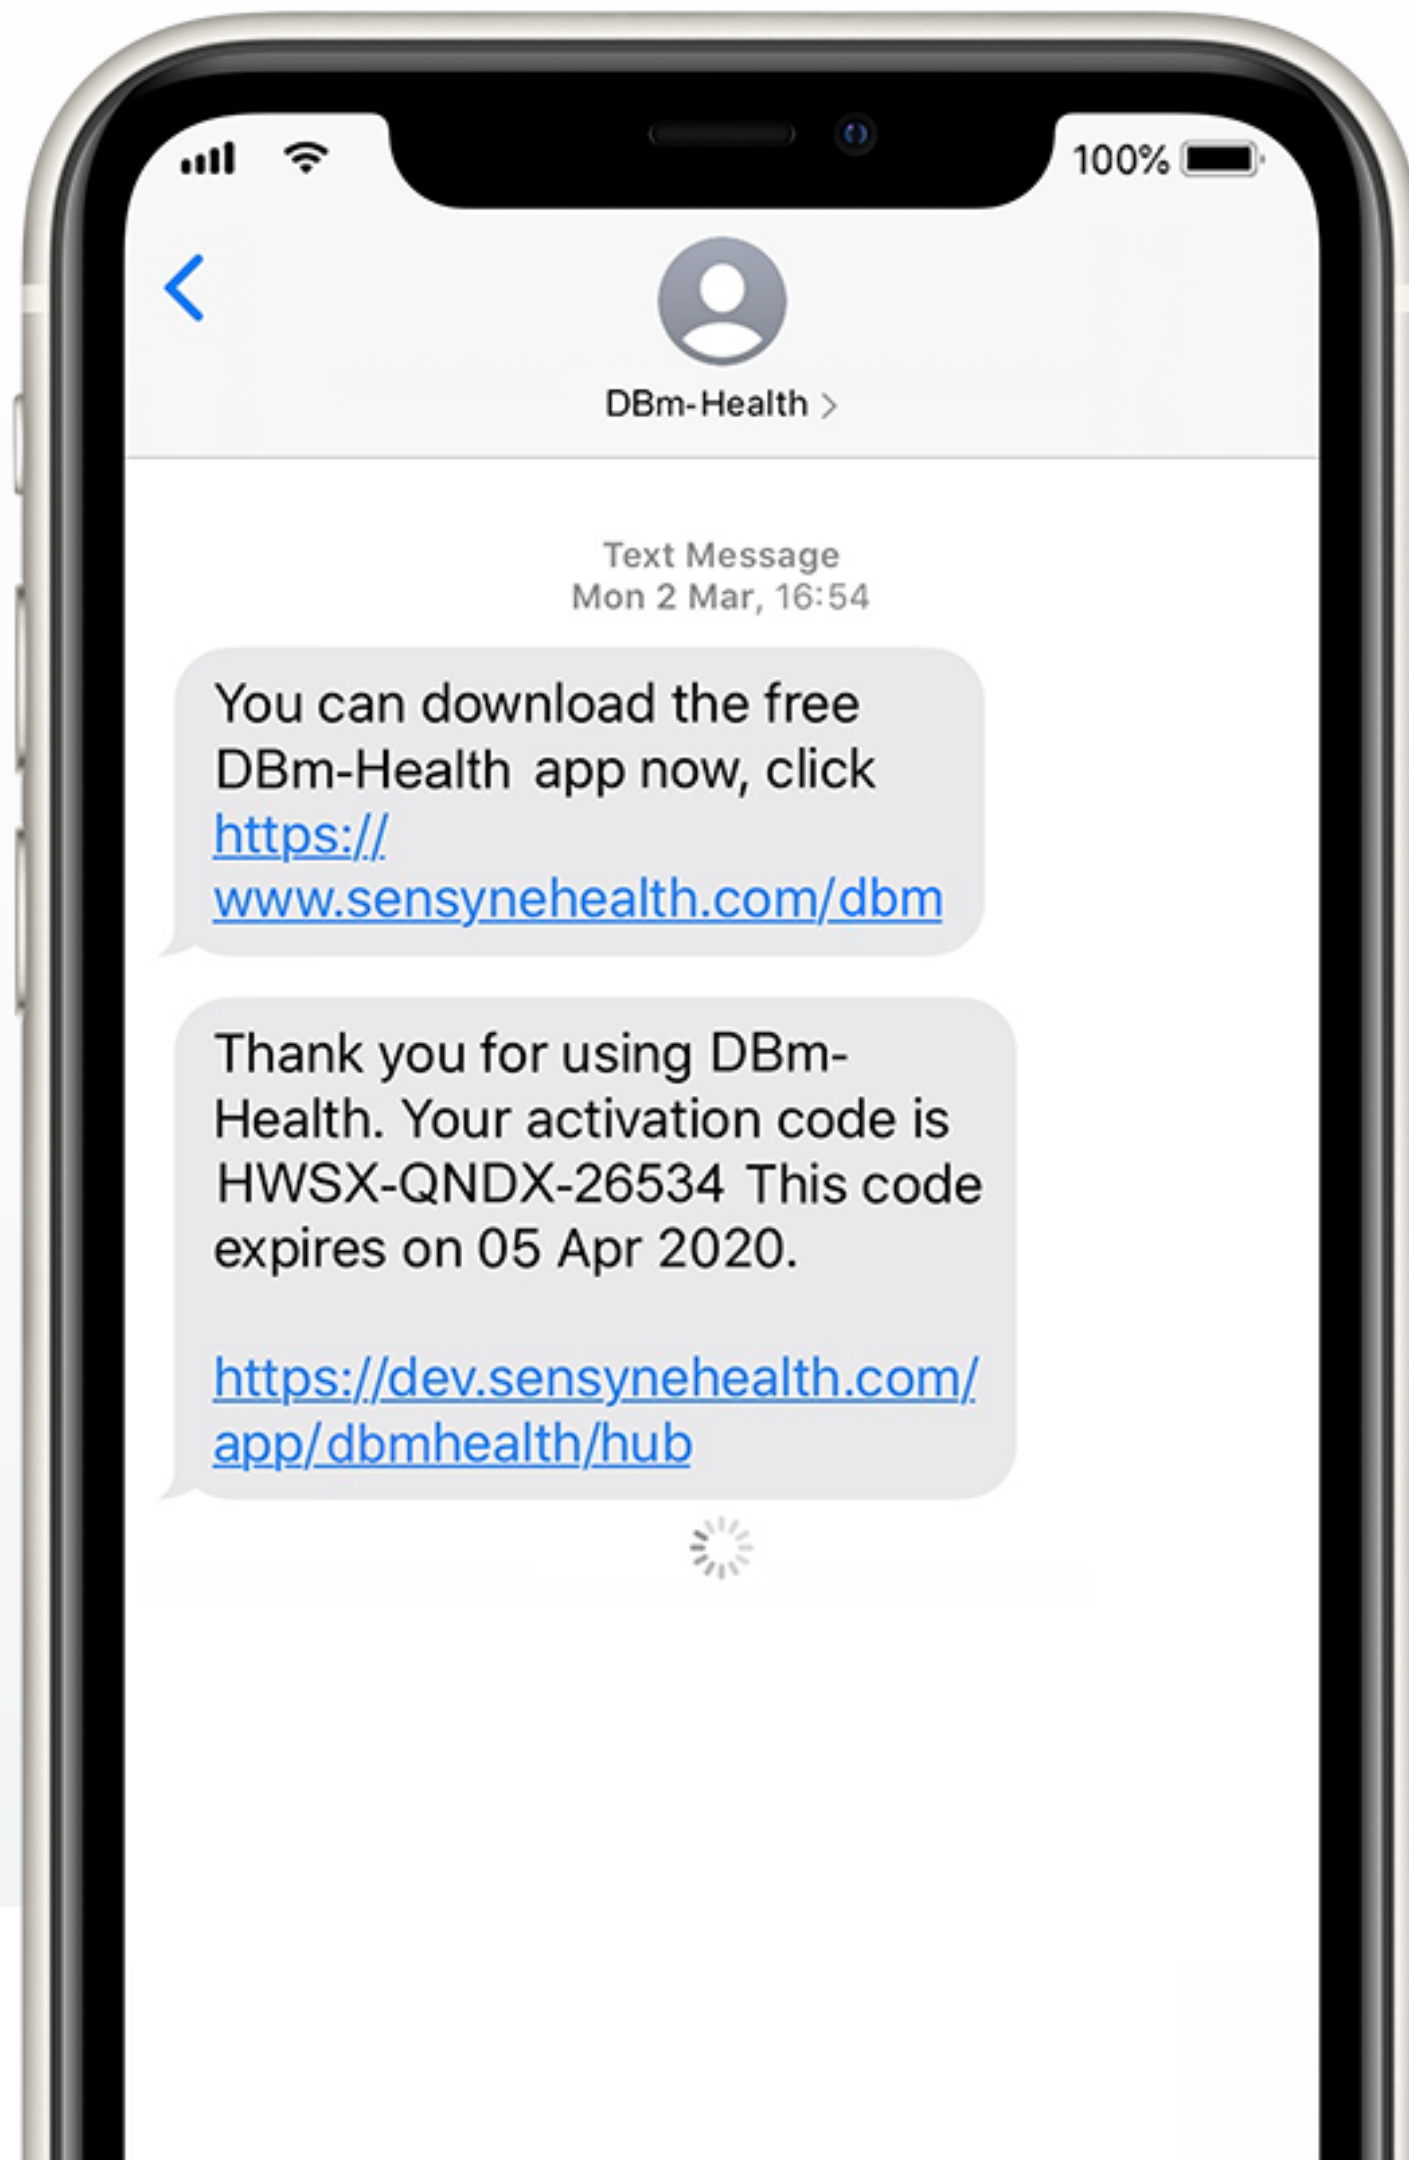 100%
DBm-Health
Text Message
Mon 2 Mar, 16:54
You can download the free
DBm-Health app now, click
https://
www.sensynehealth.com/dbm
Thank you for using DBm-
Health. Your activation code is
HWSX-QNDX-26534 This code
expires on 05 Apr 2020.
https://dev.sensynehealth.com/
app/dbmhealth/hub